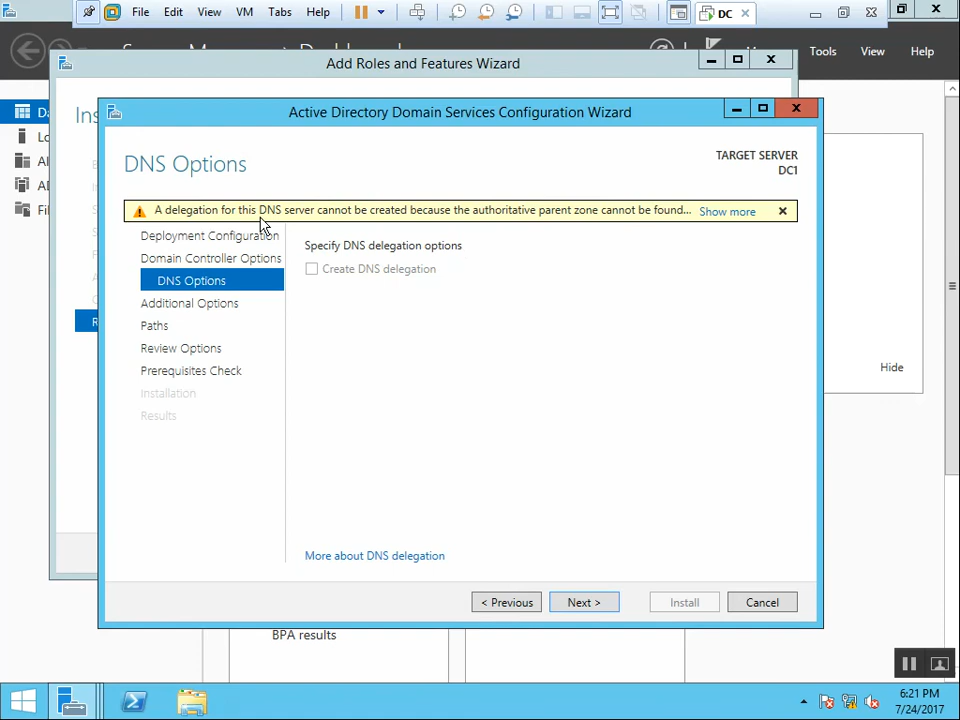 File Edit View VM Tabs Help DC
Tools View Help
Add Roles and Features Wizard
Active Directory Domain Services Configuration Wizard
DNS Options
TARGET SERVER
DC1
A delegation for this DNS server cannot be created because the authoritative parent zone cannot be found... Show more
Deployment Configuration
Domain Controller Options
DNS Options
Additional Options
Paths
Review Options
Prerequisites Check
Installation
Results
Specify DNS delegation options
Create DNS delegation
More about DNS delegation
Hide
< Previous Next > Install Cancel
BPA results
6:21 PM
7/24/2017